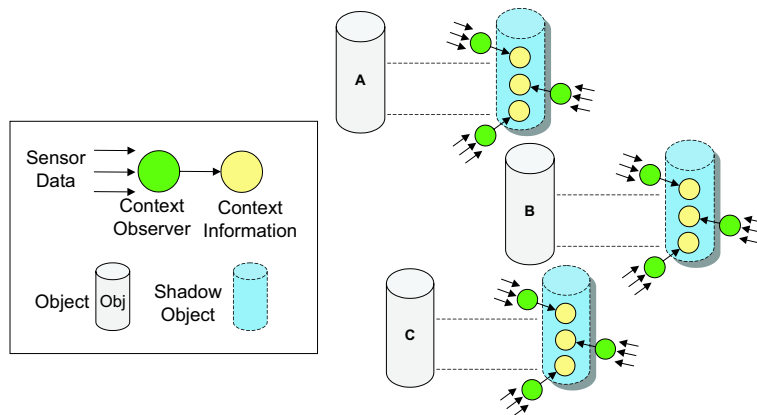 A
B
C
Sensor
Data
Context
Observer
Context
Information
Object
Obj
Shadow
Object